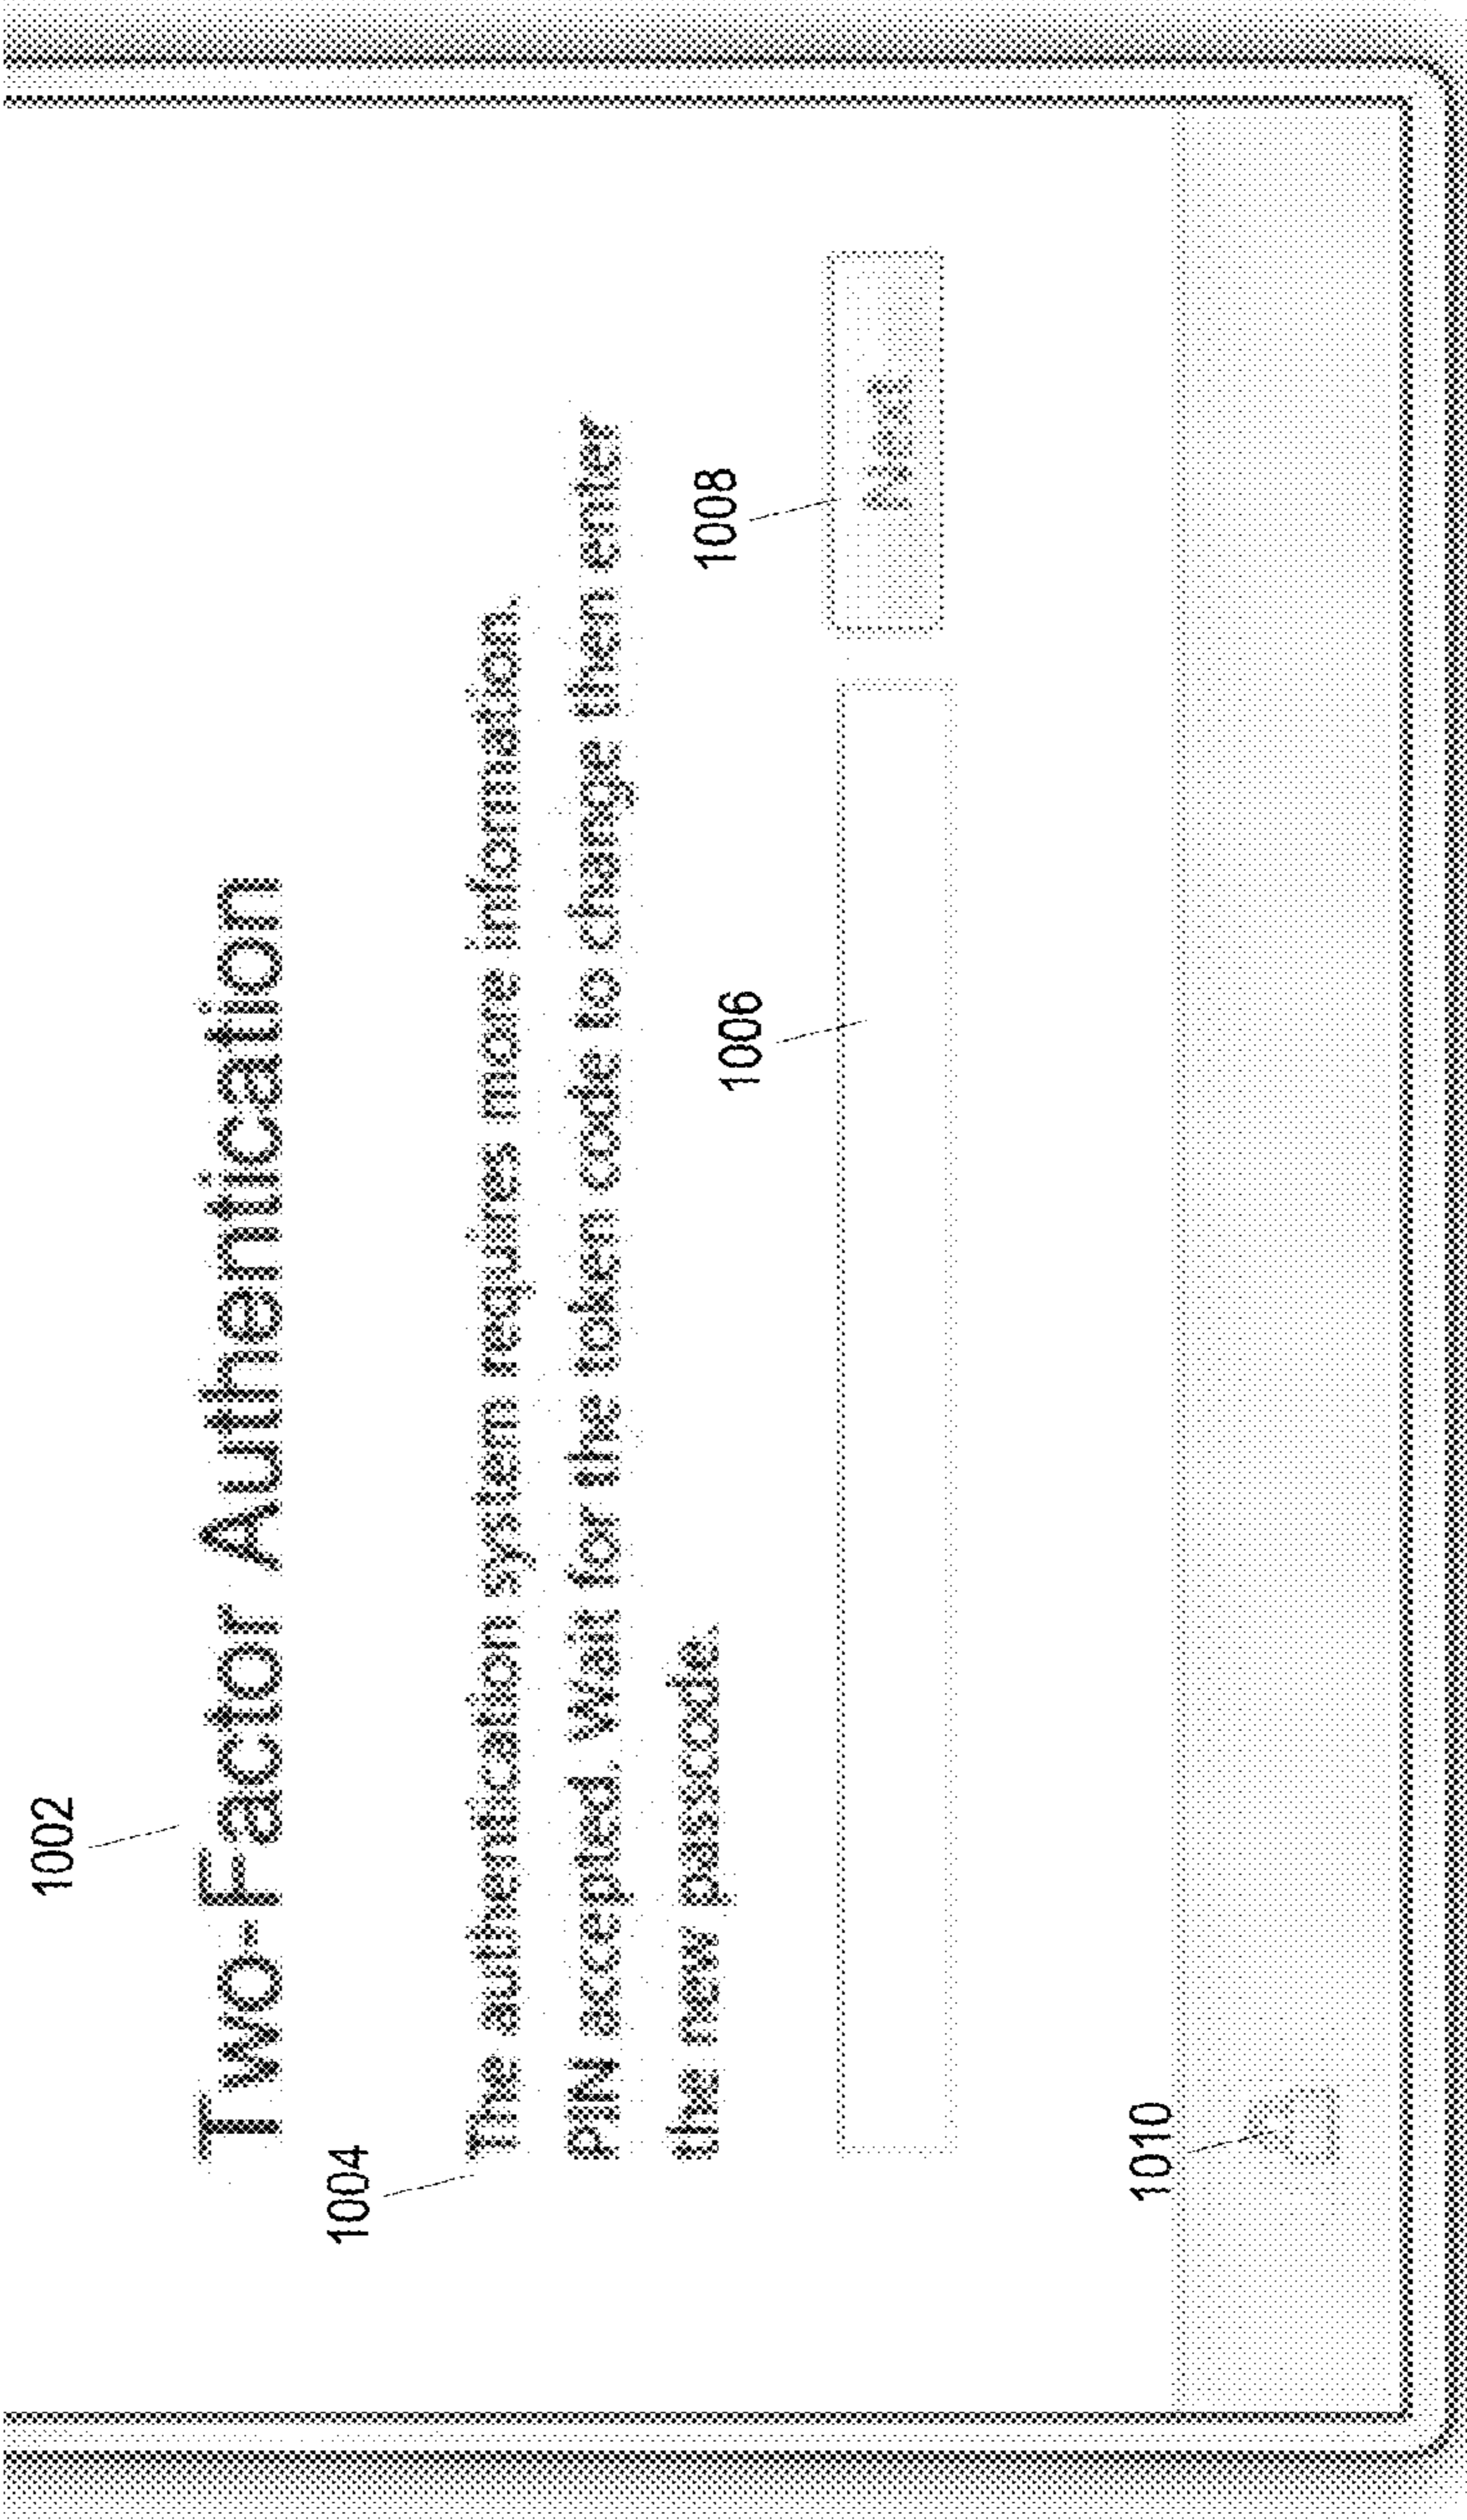 1002
Two-Factor Authentication
1004
The authentication system requires more information.
PIN accepted. Wait for the token code to change then enter
the new passcode.
1006
1008
Next
1010